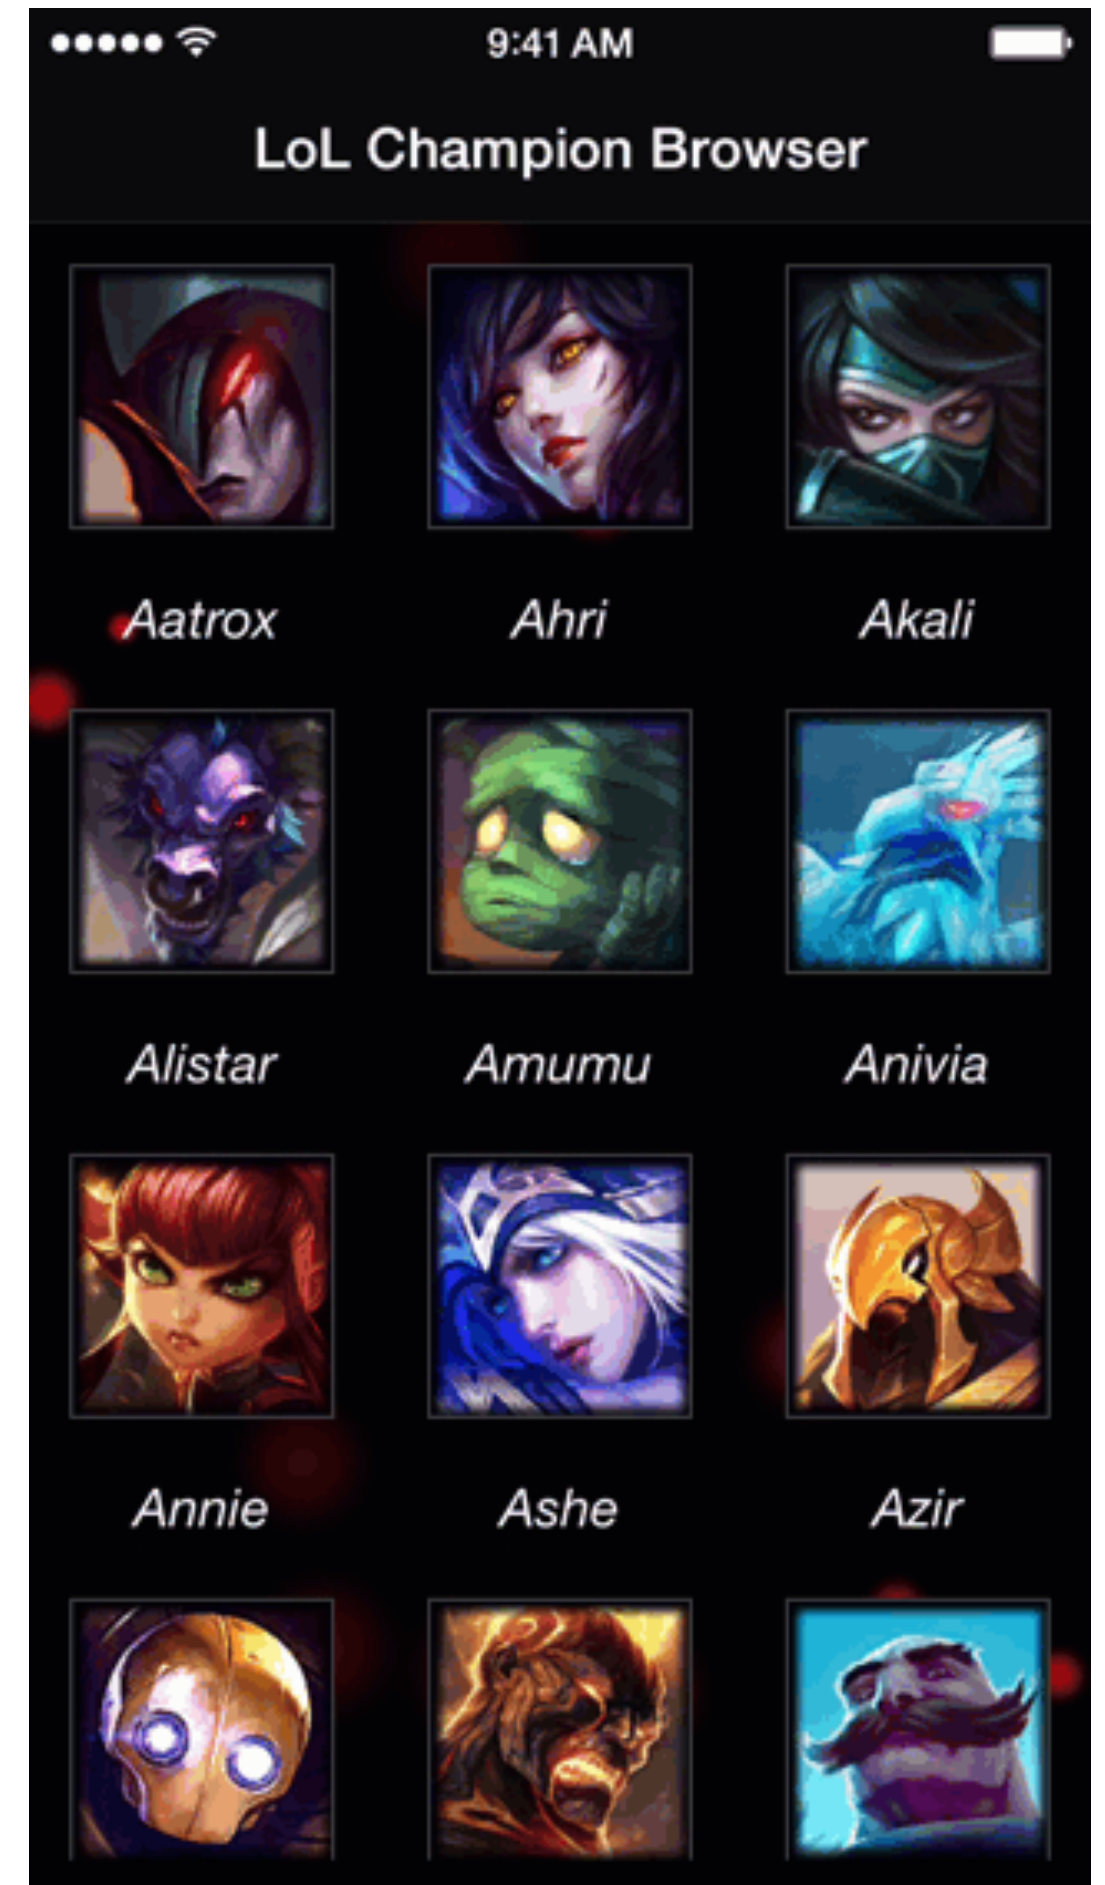 9:41 AM
LoL Champion Browser
Aatrox Ahri Akali
Alistar Amumu Anivia
Annie Ashe Azir